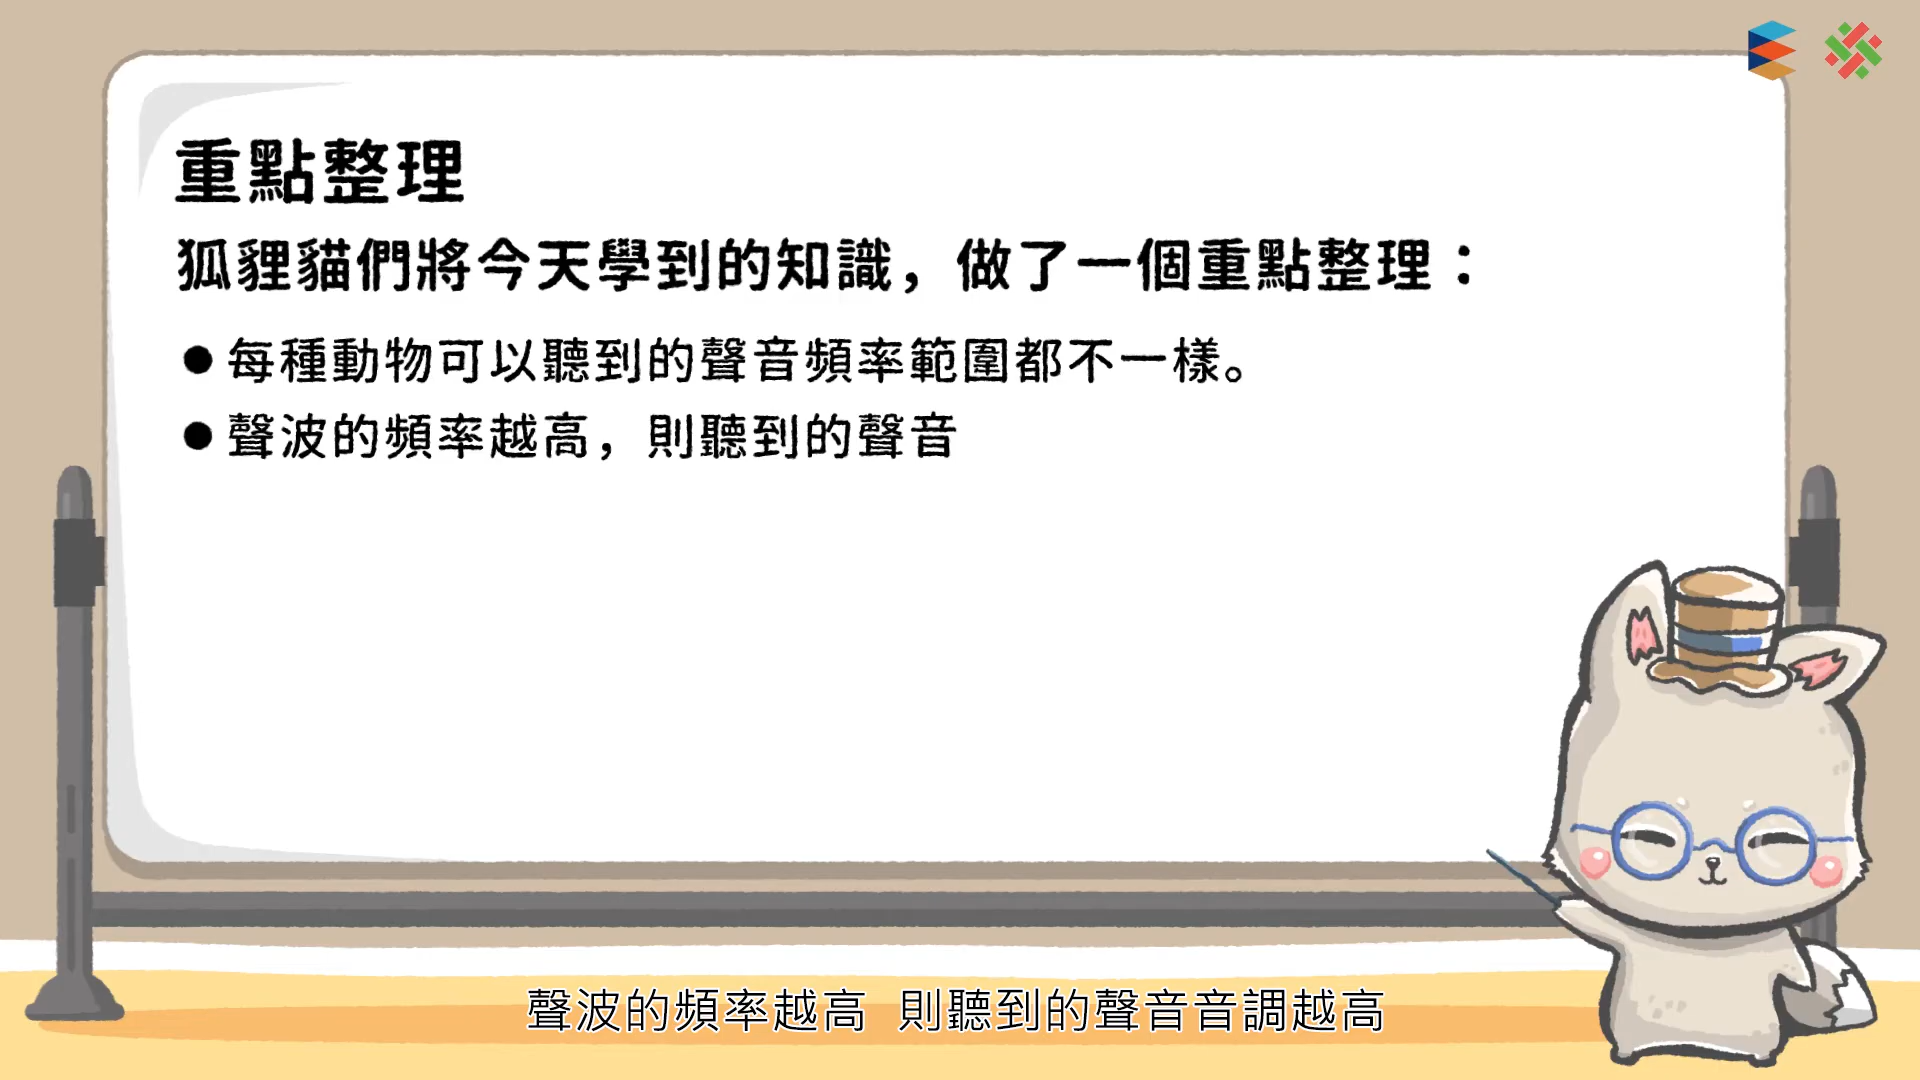 重點整理
狐狸貓們將今天學到的知識，做了一個重點整理：
●每種動物可以聽到的聲音頻率範圍都不一樣。
●聲波的頻率越高，則聽到的聲音
聲波的頻率越高 則聽到的聲音音調越高